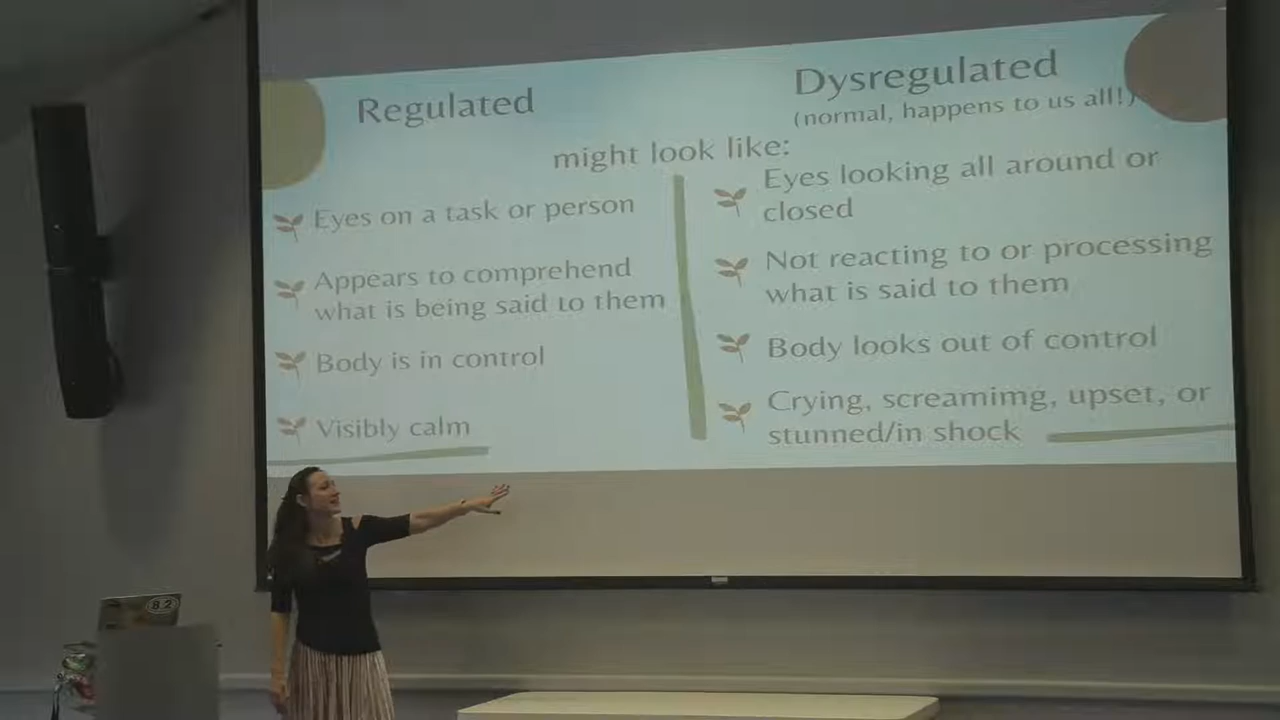 Regulated
Dysregulated
(normal, happens to us all!)
might look like:
Eyes on a task or person
Appears to comprehend
what is being said to them
Body is in control
Visibly calm
Eyes looking all around or
closed
Not reacting to or processing
what is said to them
Body looks out of control
Crying, screamimg, upset, or
stunned/in shock
8.2